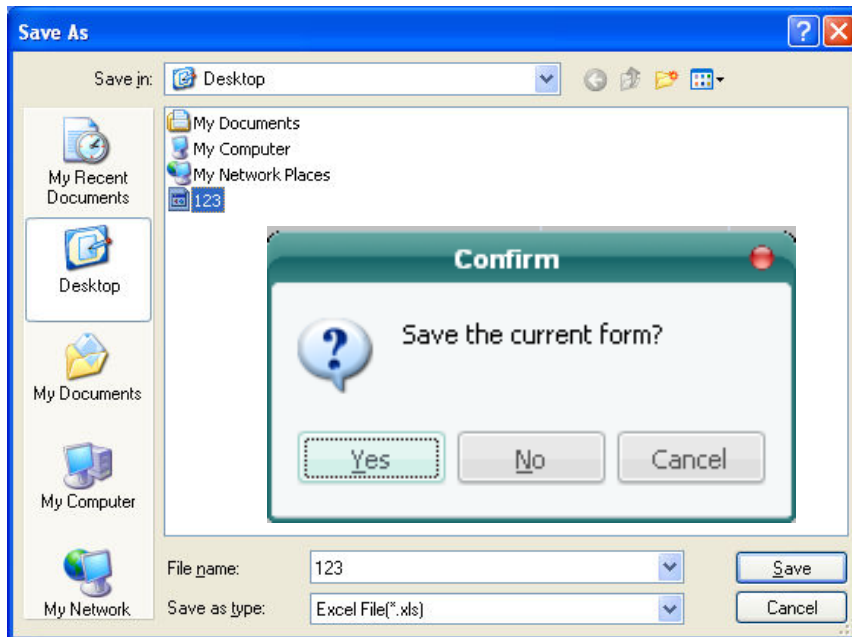 Save As
Save in:
Desktop
My Documents
My Computer
My Network Places
123
My Recent
Documents
Desktop
My Documents
My Computer
My Network
Confirm
Save the current form?
Yes
No
Cancel
File name:
123
Save
Save as type:
Excel File(*.xls)
Cancel